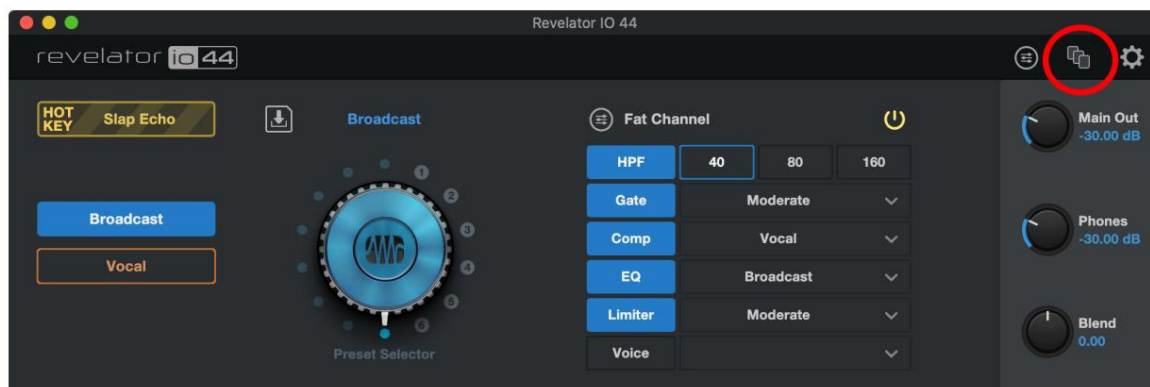 Revelator IO 44
revelator io 44
HOT KEY Slap Echo
Broadcast
Vocal
Broadcast
1
2
3
4
5
6
Preset Selector
Fat Channel
HPF 40 80 160
Gate Moderate
Comp Vocal
EQ Broadcast
Limiter Moderate
Voice
Main Out
-30.00 dB
Phones
-30.00 dB
Blend
0.00